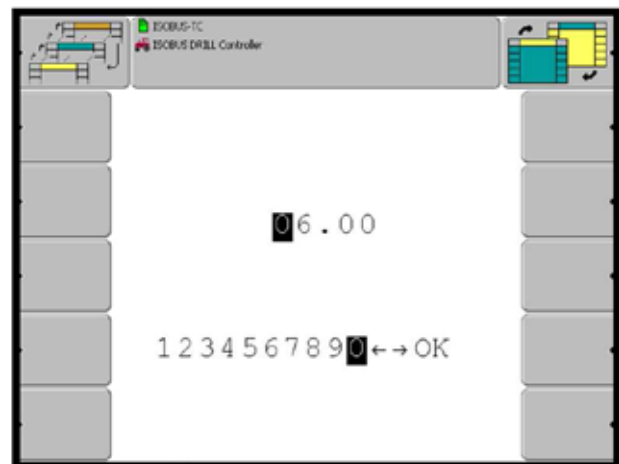 ISOBUS-TC
ISOBUS DRILL Controller
06.00
1234567890←→OK